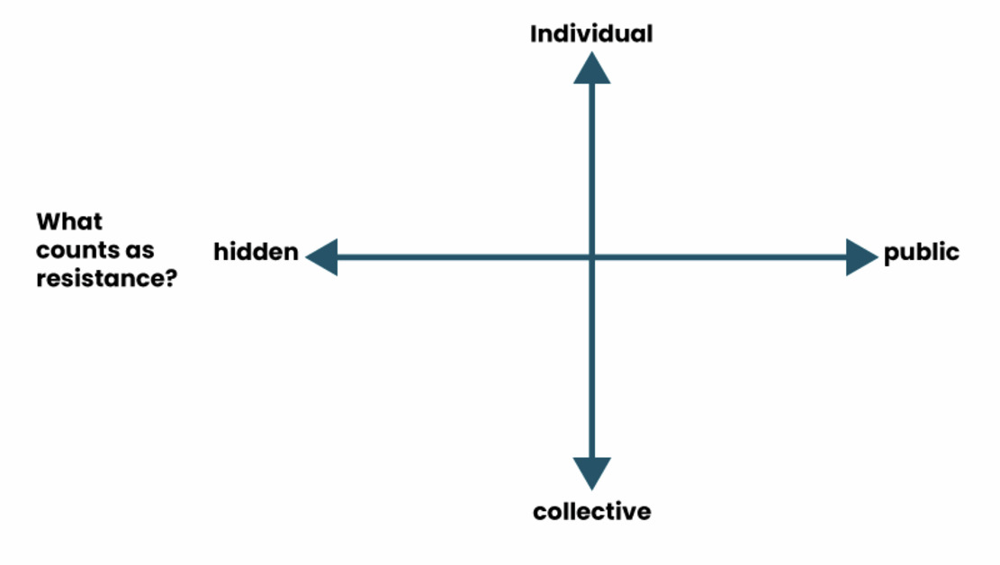 Individual
What
counts as
resistance?
hidden
public
collective